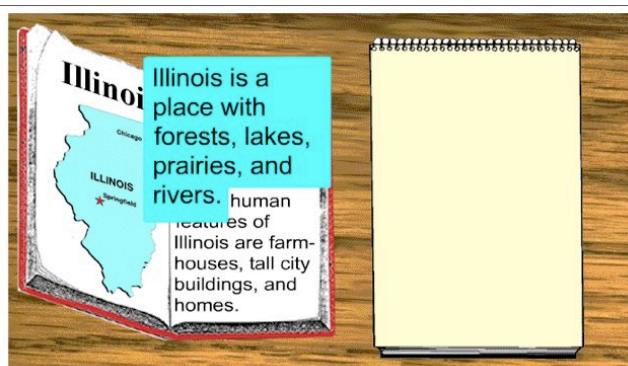 Illinoi
Chicago
ILLINOIS
Springfield
Illinois is a
place with
forests, lakes,
prairies, and
rivers.
human
features of
Illinois are farm-
houses, tall city
buildings, and
homes.